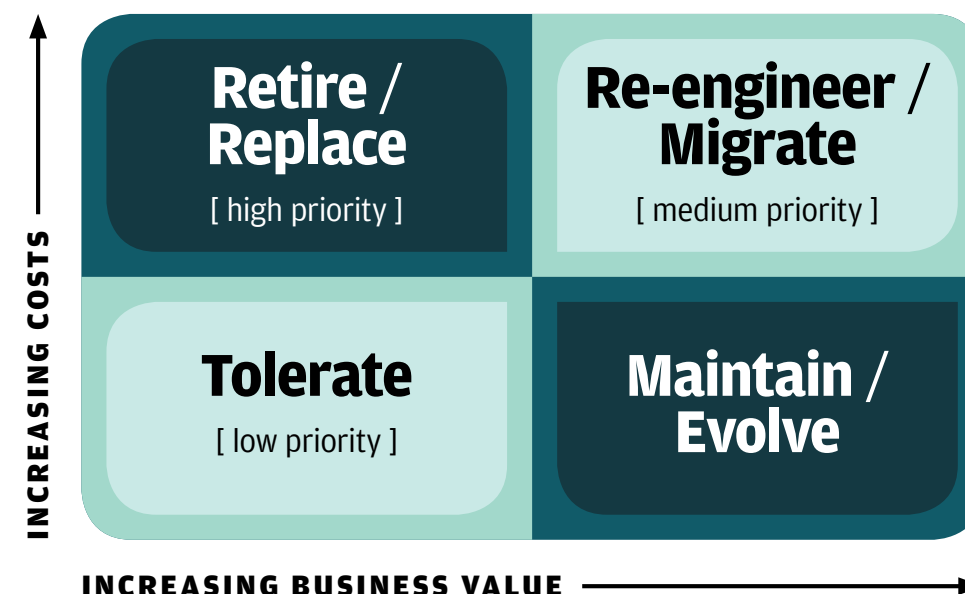 Retire /
Replace
[ high priority ]
Re-engineer /
Migrate
[ medium priority ]
Tolerate
[ low priority ]
Maintain /
Evolve
INCREASING COSTS
INCREASING BUSINESS VALUE